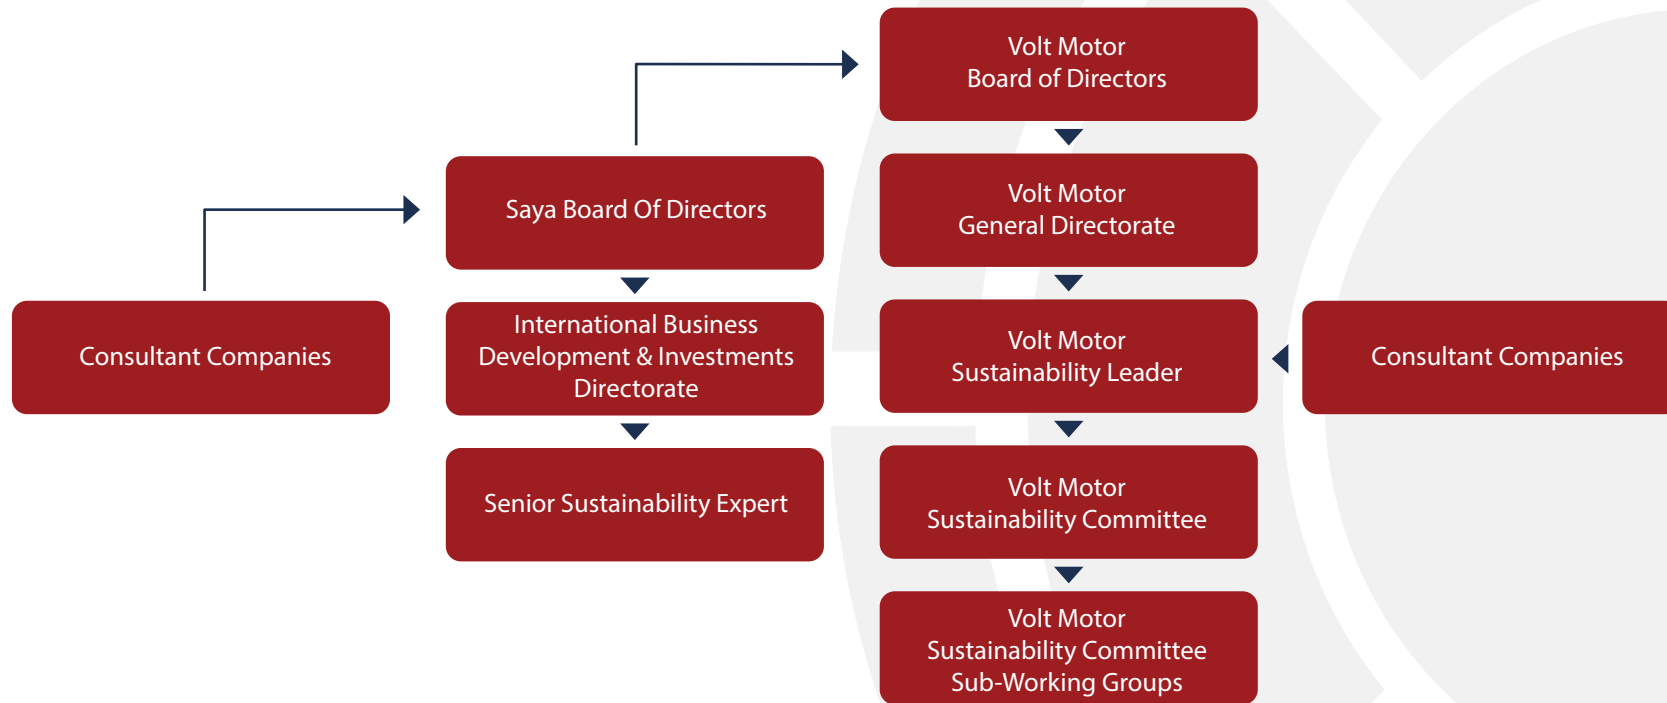 Consultant Companies
Saya Board Of Directors
International Business
Development & Investments
Directorate
Senior Sustainability Expert
Volt Motor
Board of Directors
Volt Motor
General Directorate
Volt Motor
Sustainability Leader
Volt Motor
Sustainability Committee
Volt Motor
Sustainability Committee
Sub-Working Groups
Consultant Companies